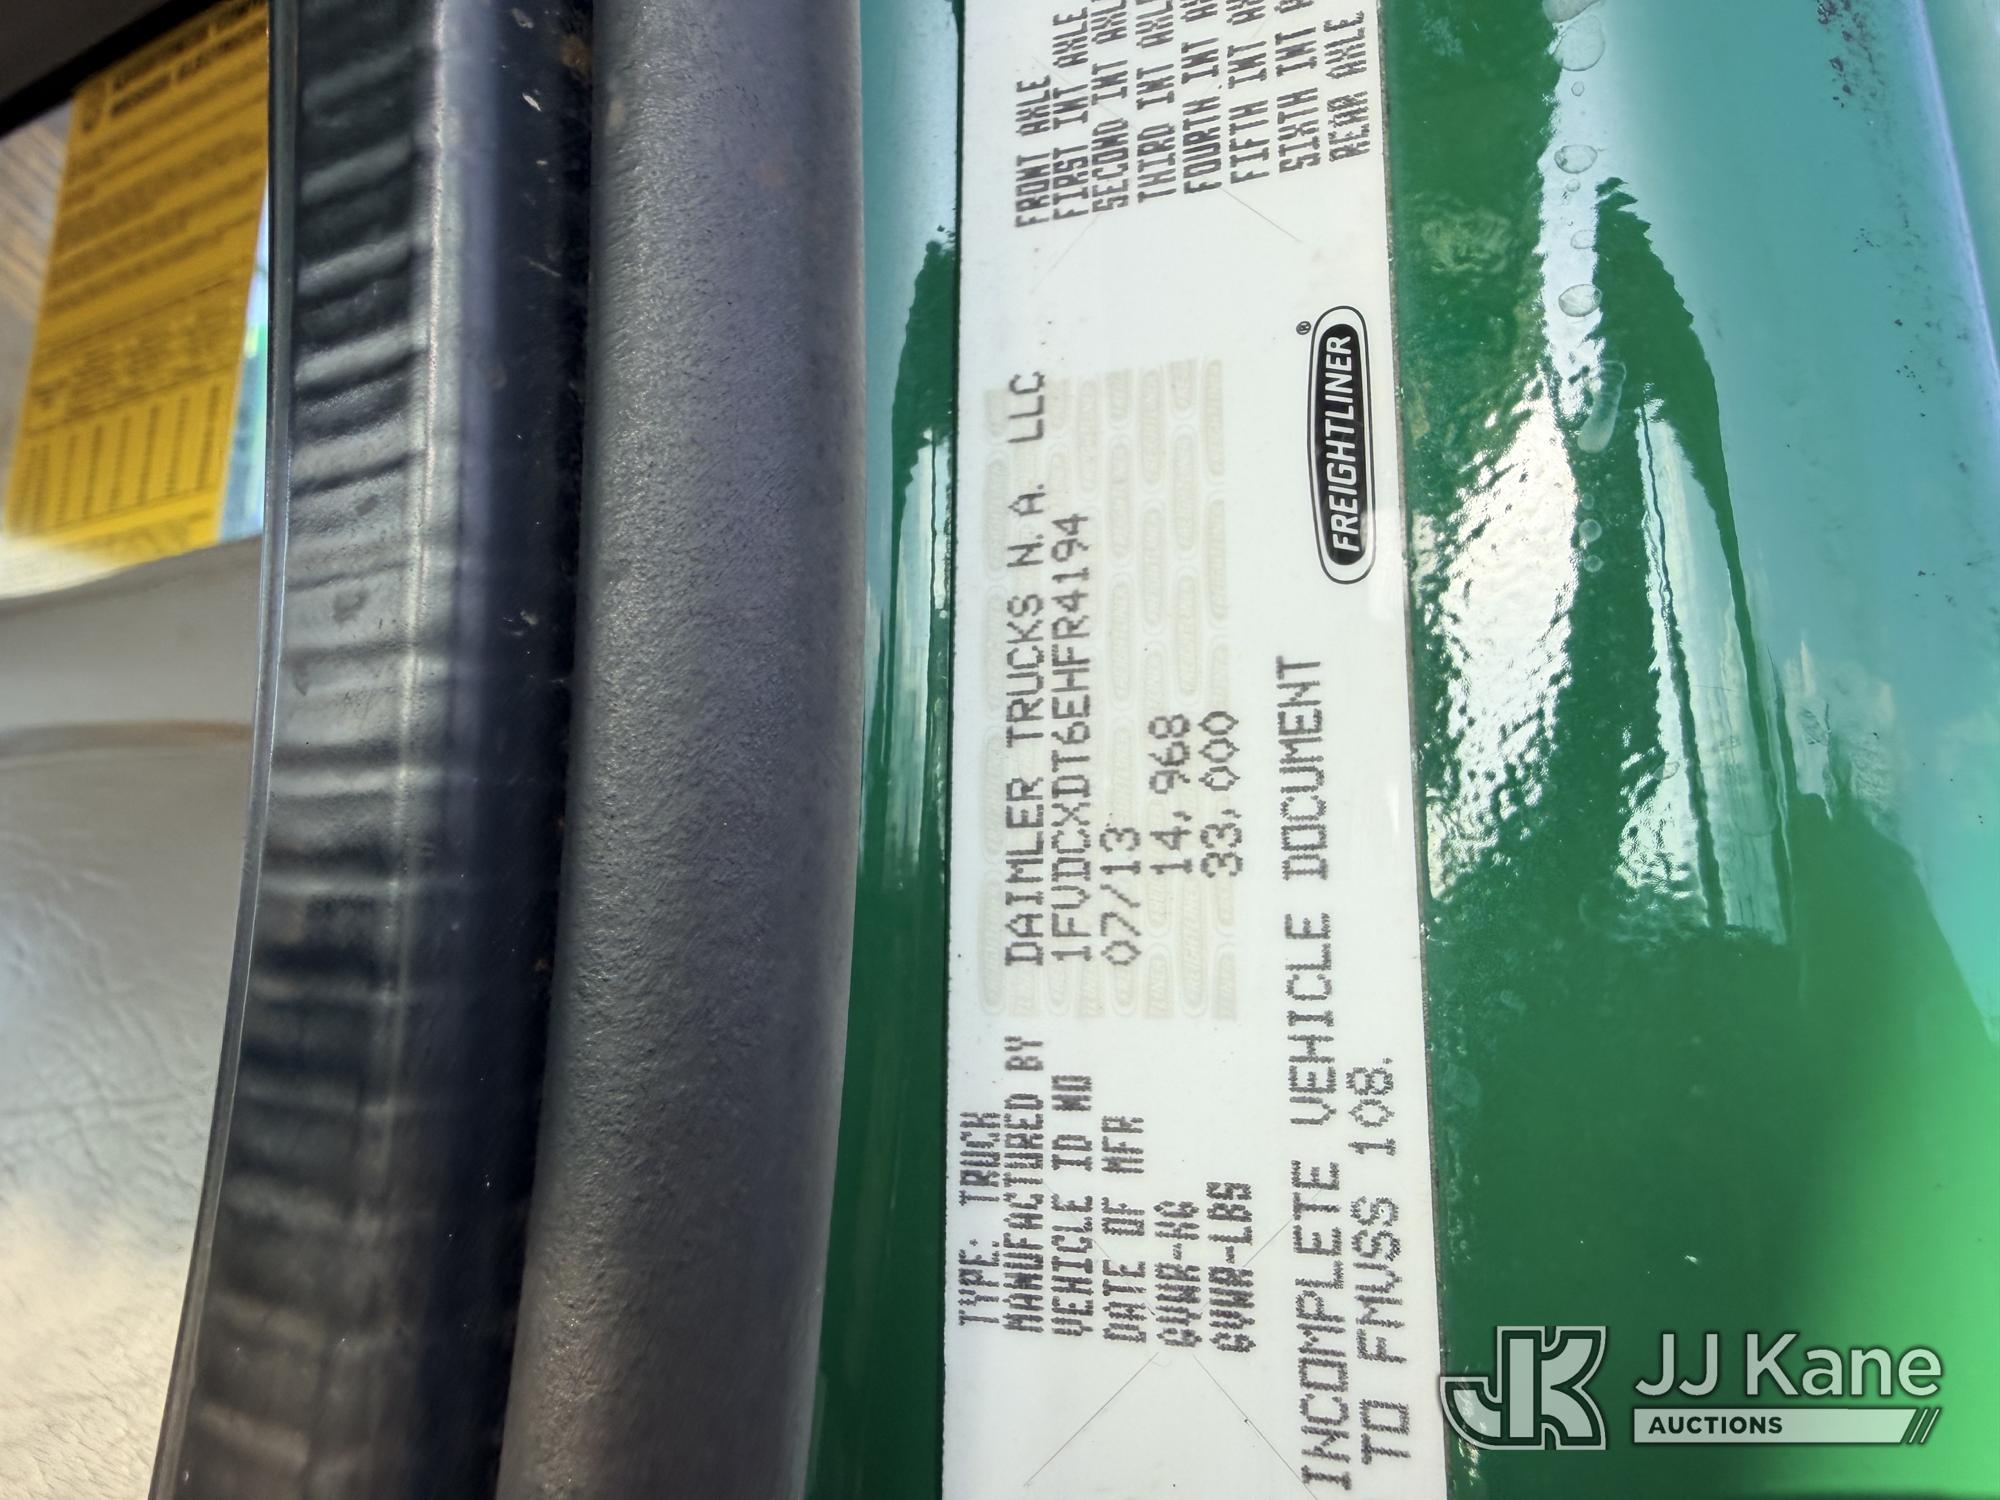 TYPE: TRUCK
MANUFACTURED BY DAIMLER TRUCKS N.A. LLC
VEHICLE ID NO 1FVDCXDT6EHFR4194
DATE OF MFR 07/13
GVWR-KG 14,968
GVWR-LBS 33,000
INCOMPLETE VEHICLE DOCUMENT
TO FMVSS 108.
FREIGHTLINER®
FRONT AXLE
FIRST INT AXLE
SECOND INT AXLE
THIRD INT AXLE
FOURTH INT
FIFTH INT
SIXTH INT
REAR AXLE
JK JJ Kane
AUCTIONS